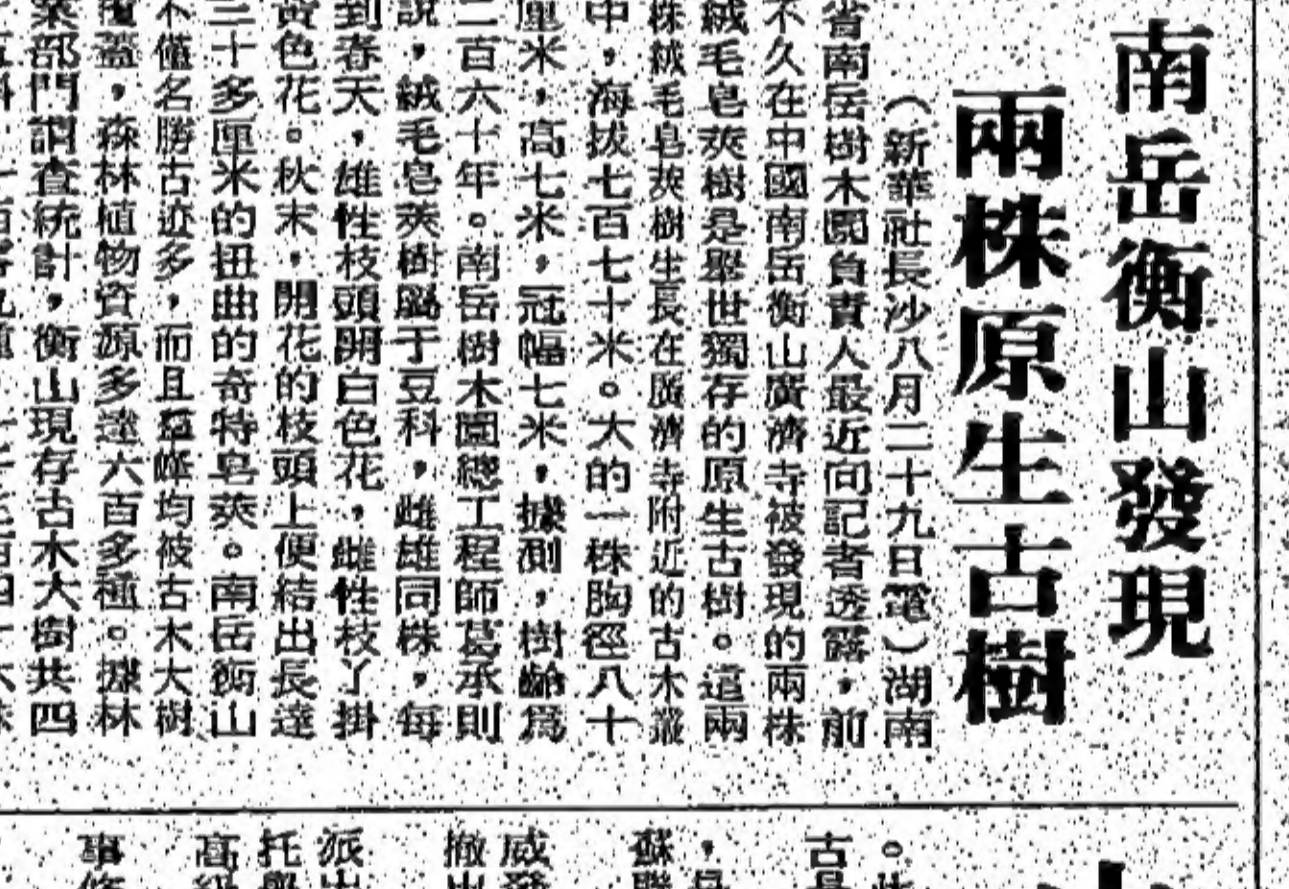 南岳衡山發現
兩株原生古樹
（新華社長沙八月二十九日電）湖南
省南岳樹木園負責人最近向記者透露，前
不久在中國南岳衡山廣濟寺被發現的兩株
絨毛皂莢樹是舉世獨存的原生古樹。這兩
株絨毛皂莢樹生長在廣濟寺附近的古木叢
中，海拔七百七十米。大的一株胸徑八十
厘米，高七米，冠幅七米，據測，樹齡爲
二百六十年。南岳樹木園總工程師葛承則
說，絨毛皂莢樹屬于豆科，雌雄同株，每
到春天，雄性枝頭開白色花，雌性枝丫掛
黃色花。秋末，開花的枝頭上便結出長達
三十多厘米的扭曲的奇特皂莢。南岳衡山
不僅名勝古迹多，而且羣峰均被古木大樹
覆蓋，森林植物資源多達六百多種。據林
業部門調查統計，衡山現存古木大樹共四
。
古
，
蘇
威發
撤出
派出
托
高級
事